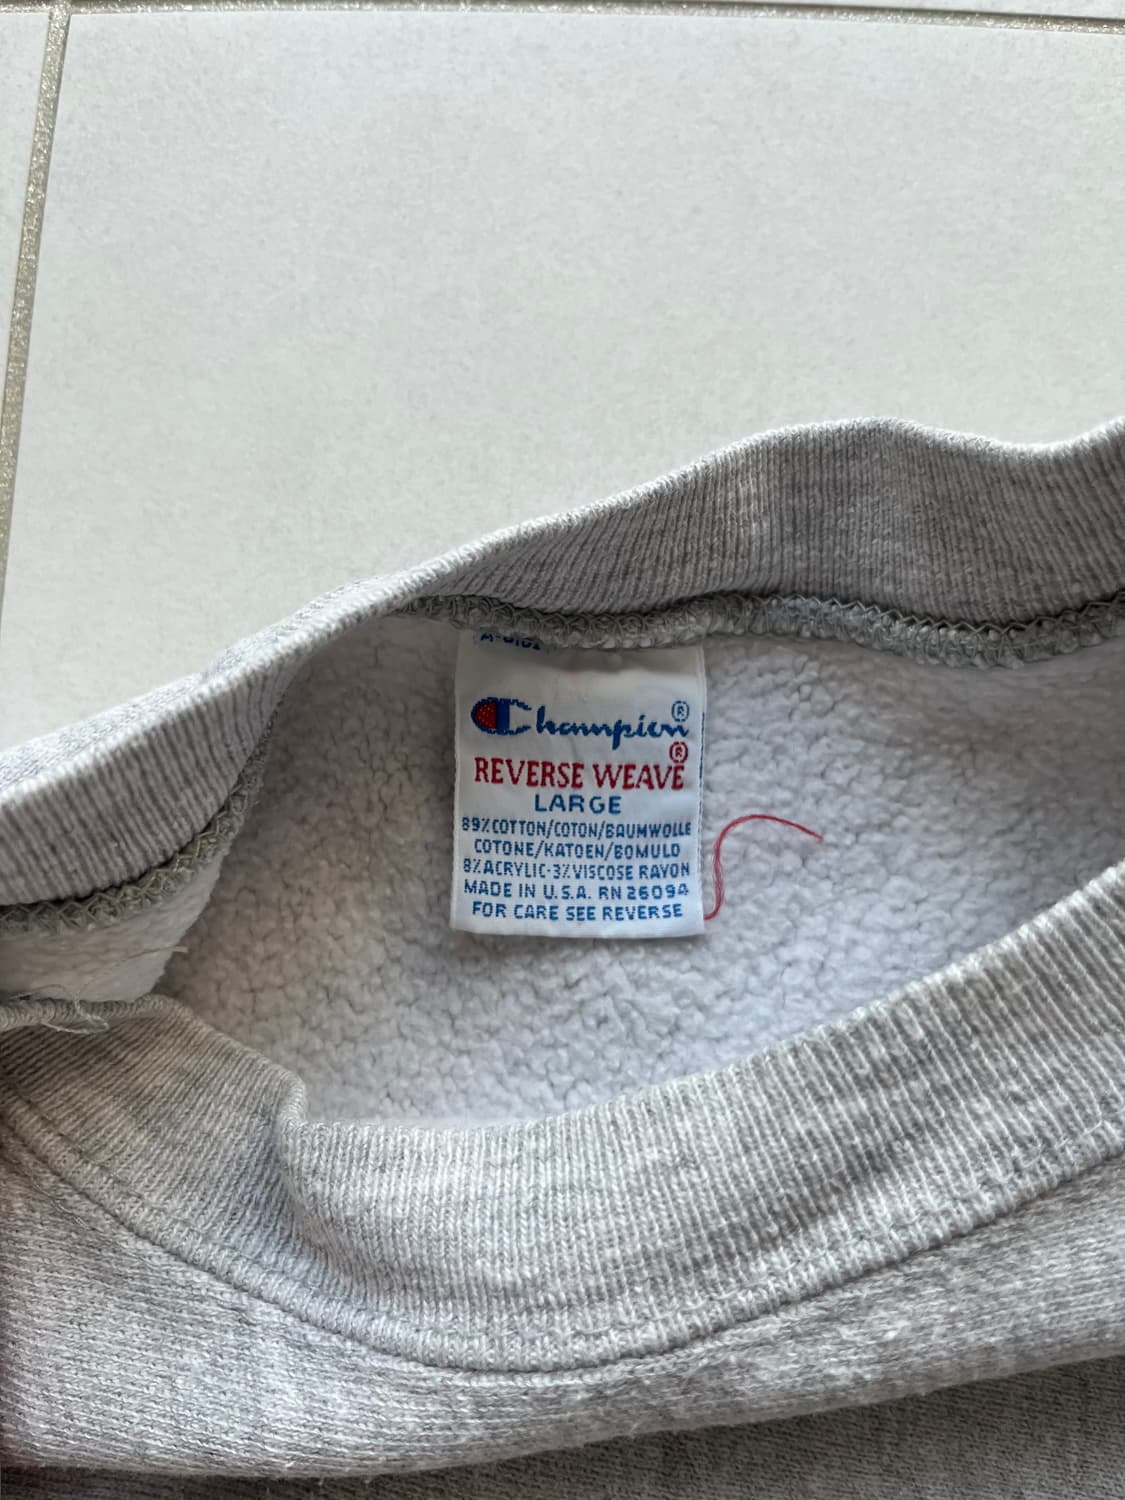 Champion®
REVERSE WEAVE®
LARGE
89%COTTON/COTON/BAUMWOLLE
COTONE/KATOEN/BOMULD
8%ACRYLIC-3%VISCOSE RAYON
MADE IN U.S.A. RN 26094
FOR CARE SEE REVERSE